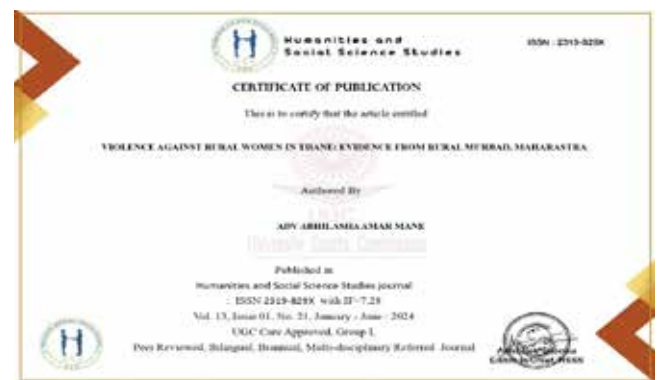 Humanities and
Social Science Studies
ISSN : 2319-829X
CERTIFICATE OF PUBLICATION
This is to certify that the article entitled
VIOLENCE AGAINST RURAL WOMEN IN THANE: EVIDENCE FROM RURAL MURBAD, MAHARASTRA
Authored By
ADV ABHILASHA AMAR MANE
University Grants Commission
Published in
Humanities and Social Science Studies journal
: ISSN 2319-829X with IF=7.28
Vol. 13, Issue 01, No. 21, January - June : 2024
UGC Care Approved, Group I,
Peer Reviewed, Bilingual, Biannual, Multi-disciplinary Referred Journal